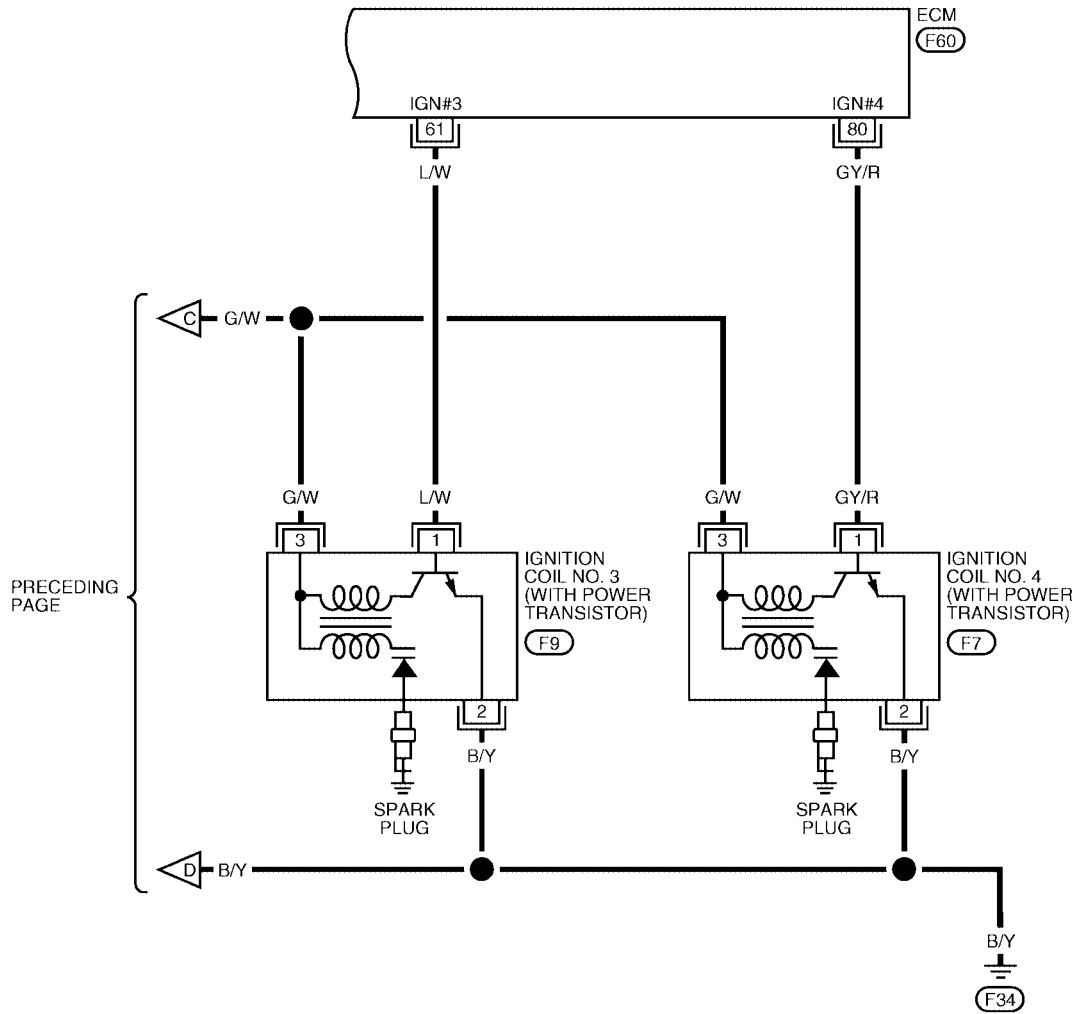 ECM
F60
IGN#3
IGN#4
61
80
L/W
GY/R
C
G/W
G/W
L/W
G/W
GY/R
3
1
3
1
IGNITION
COIL NO. 3
(WITH POWER
TRANSISTOR)
F9
IGNITION
COIL NO. 4
(WITH POWER
TRANSISTOR)
F7
PRECEDING
PAGE
2
2
B/Y
B/Y
SPARK
PLUG
SPARK
PLUG
D
B/Y
B/Y
F34